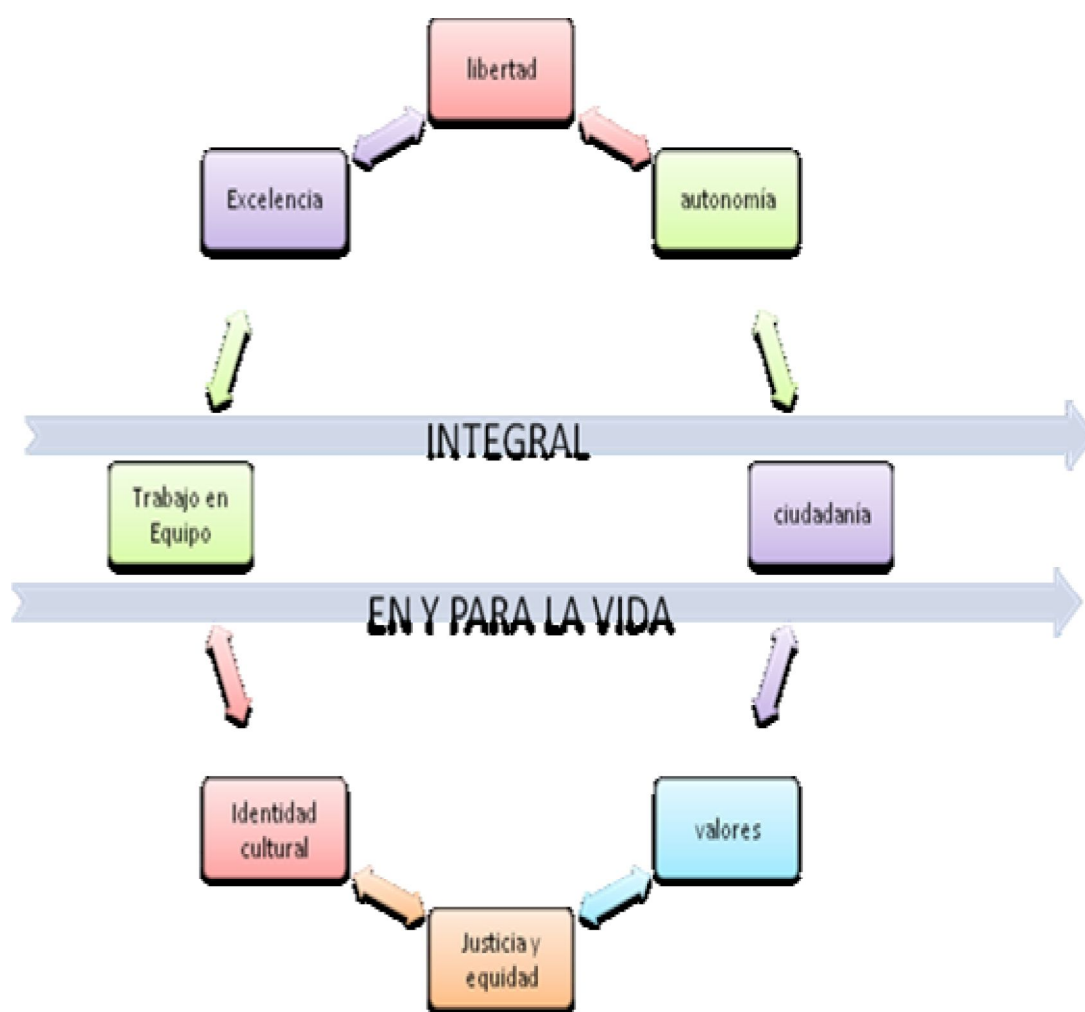 libertad
Excelencia
autonomía
INTEGRAL
Trabajo en
Equipo
ciudadanía
EN Y PARA LA VIDA
Identidad
cultural
valores
Justicia y
equidad